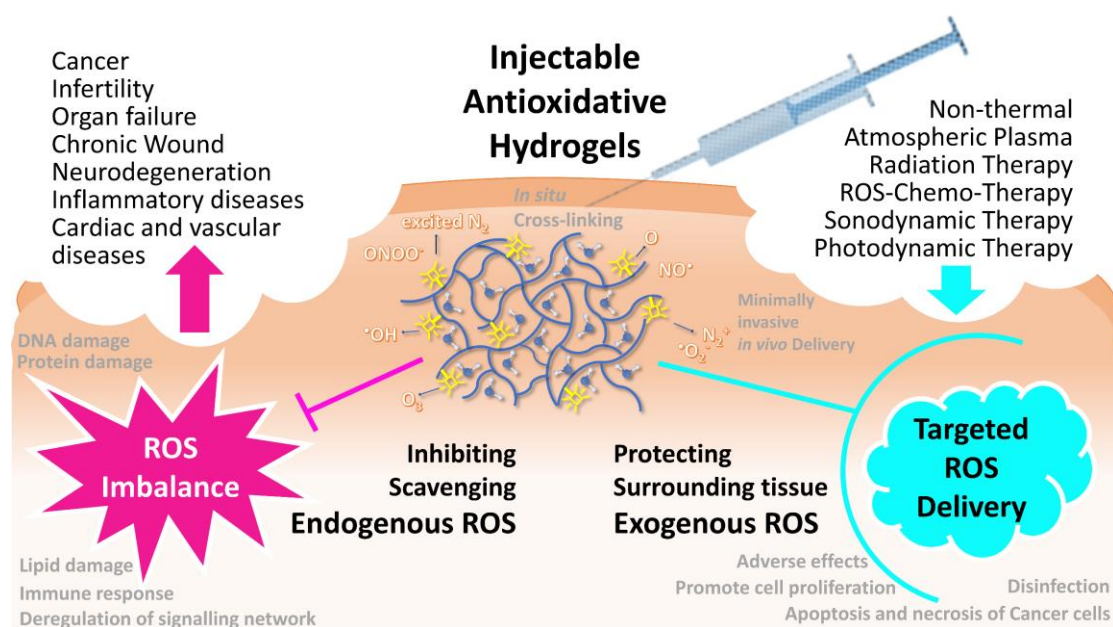 Cancer
Infertility
Organ failure
Chronic Wound
Neurodegeneration
Inflammatory diseases
Cardiac and vascular
diseases
Injectable
Antioxidative
Hydrogels
Non-thermal
Atmospheric Plasma
Radiation Therapy
ROS-Chemo-Therapy
Sonodynamic Therapy
Photodynamic Therapy
In situ
Cross-linking
excited N₂
ONOO⁻
O
NO•
•OH
N₂⁺
•O₂⁻
O₃
Minimally
invasive
in vivo Delivery
DNA damage
Protein damage
ROS
Imbalance
Inhibiting
Scavenging
Endogenous ROS
Protecting
Surrounding tissue
Exogenous ROS
Targeted
ROS
Delivery
Lipid damage
Immune response
Deregulation of signalling network
Adverse effects
Promote cell proliferation
Disinfection
Apoptosis and necrosis of Cancer cells